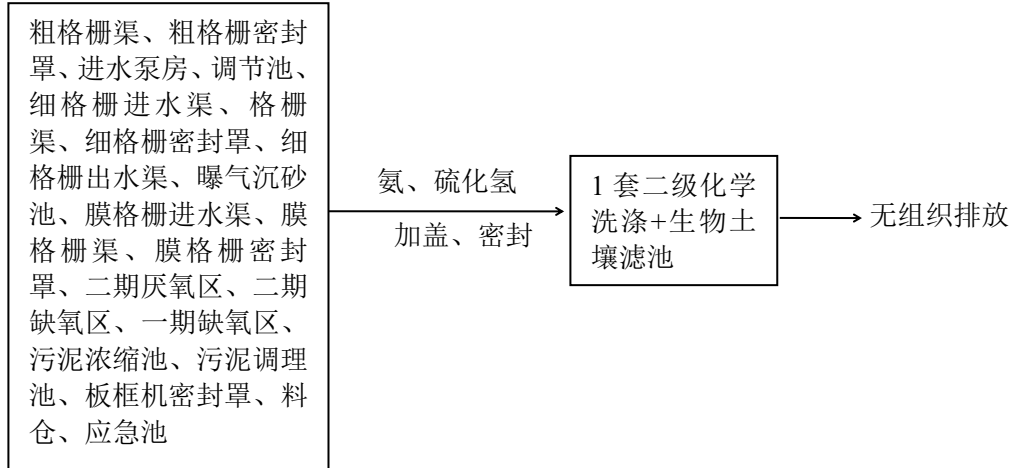 粗格栅渠、粗格栅密封
罩、进水泵房、调节池、
细格栅进水渠、格栅
渠、细格栅密封罩、细
格栅出水渠、曝气沉砂
池、膜格栅进水渠、膜
格栅渠、膜格栅密封
罩、二期厌氧区、二期
缺氧区、一期缺氧区、
污泥浓缩池、污泥调理
池、板框机密封罩、料
仓、应急池
氨、硫化氢
加盖、密封
1 套二级化学
洗涤+生物土
壤滤池
无组织排放